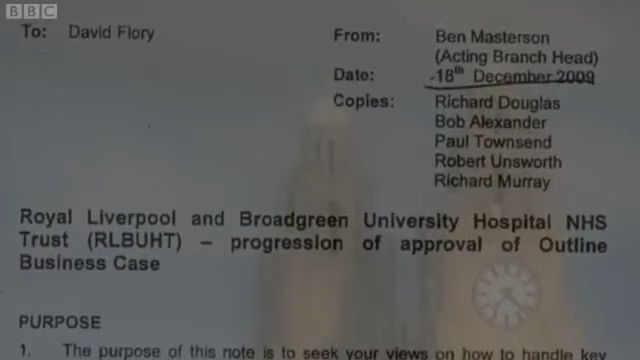 BBC
To: David Flory
From: Ben Masterson
(Acting Branch Head)
Date: 18th December 2009
Copies: Richard Douglas
Bob Alexander
Paul Townsend
Robert Unsworth
Richard Murray
Royal Liverpool and Broadgreen University Hospital NHS
Trust (RLBUHT) – progression of approval of Outline
Business Case
PURPOSE
1. The purpose of this note is to seek your views on how to handle key